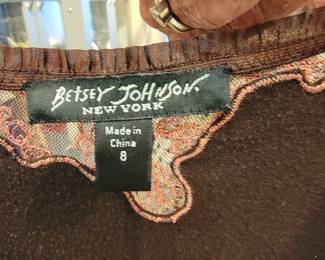 BETSEY JOHNSON.
NEW YORK
Made in
China
8